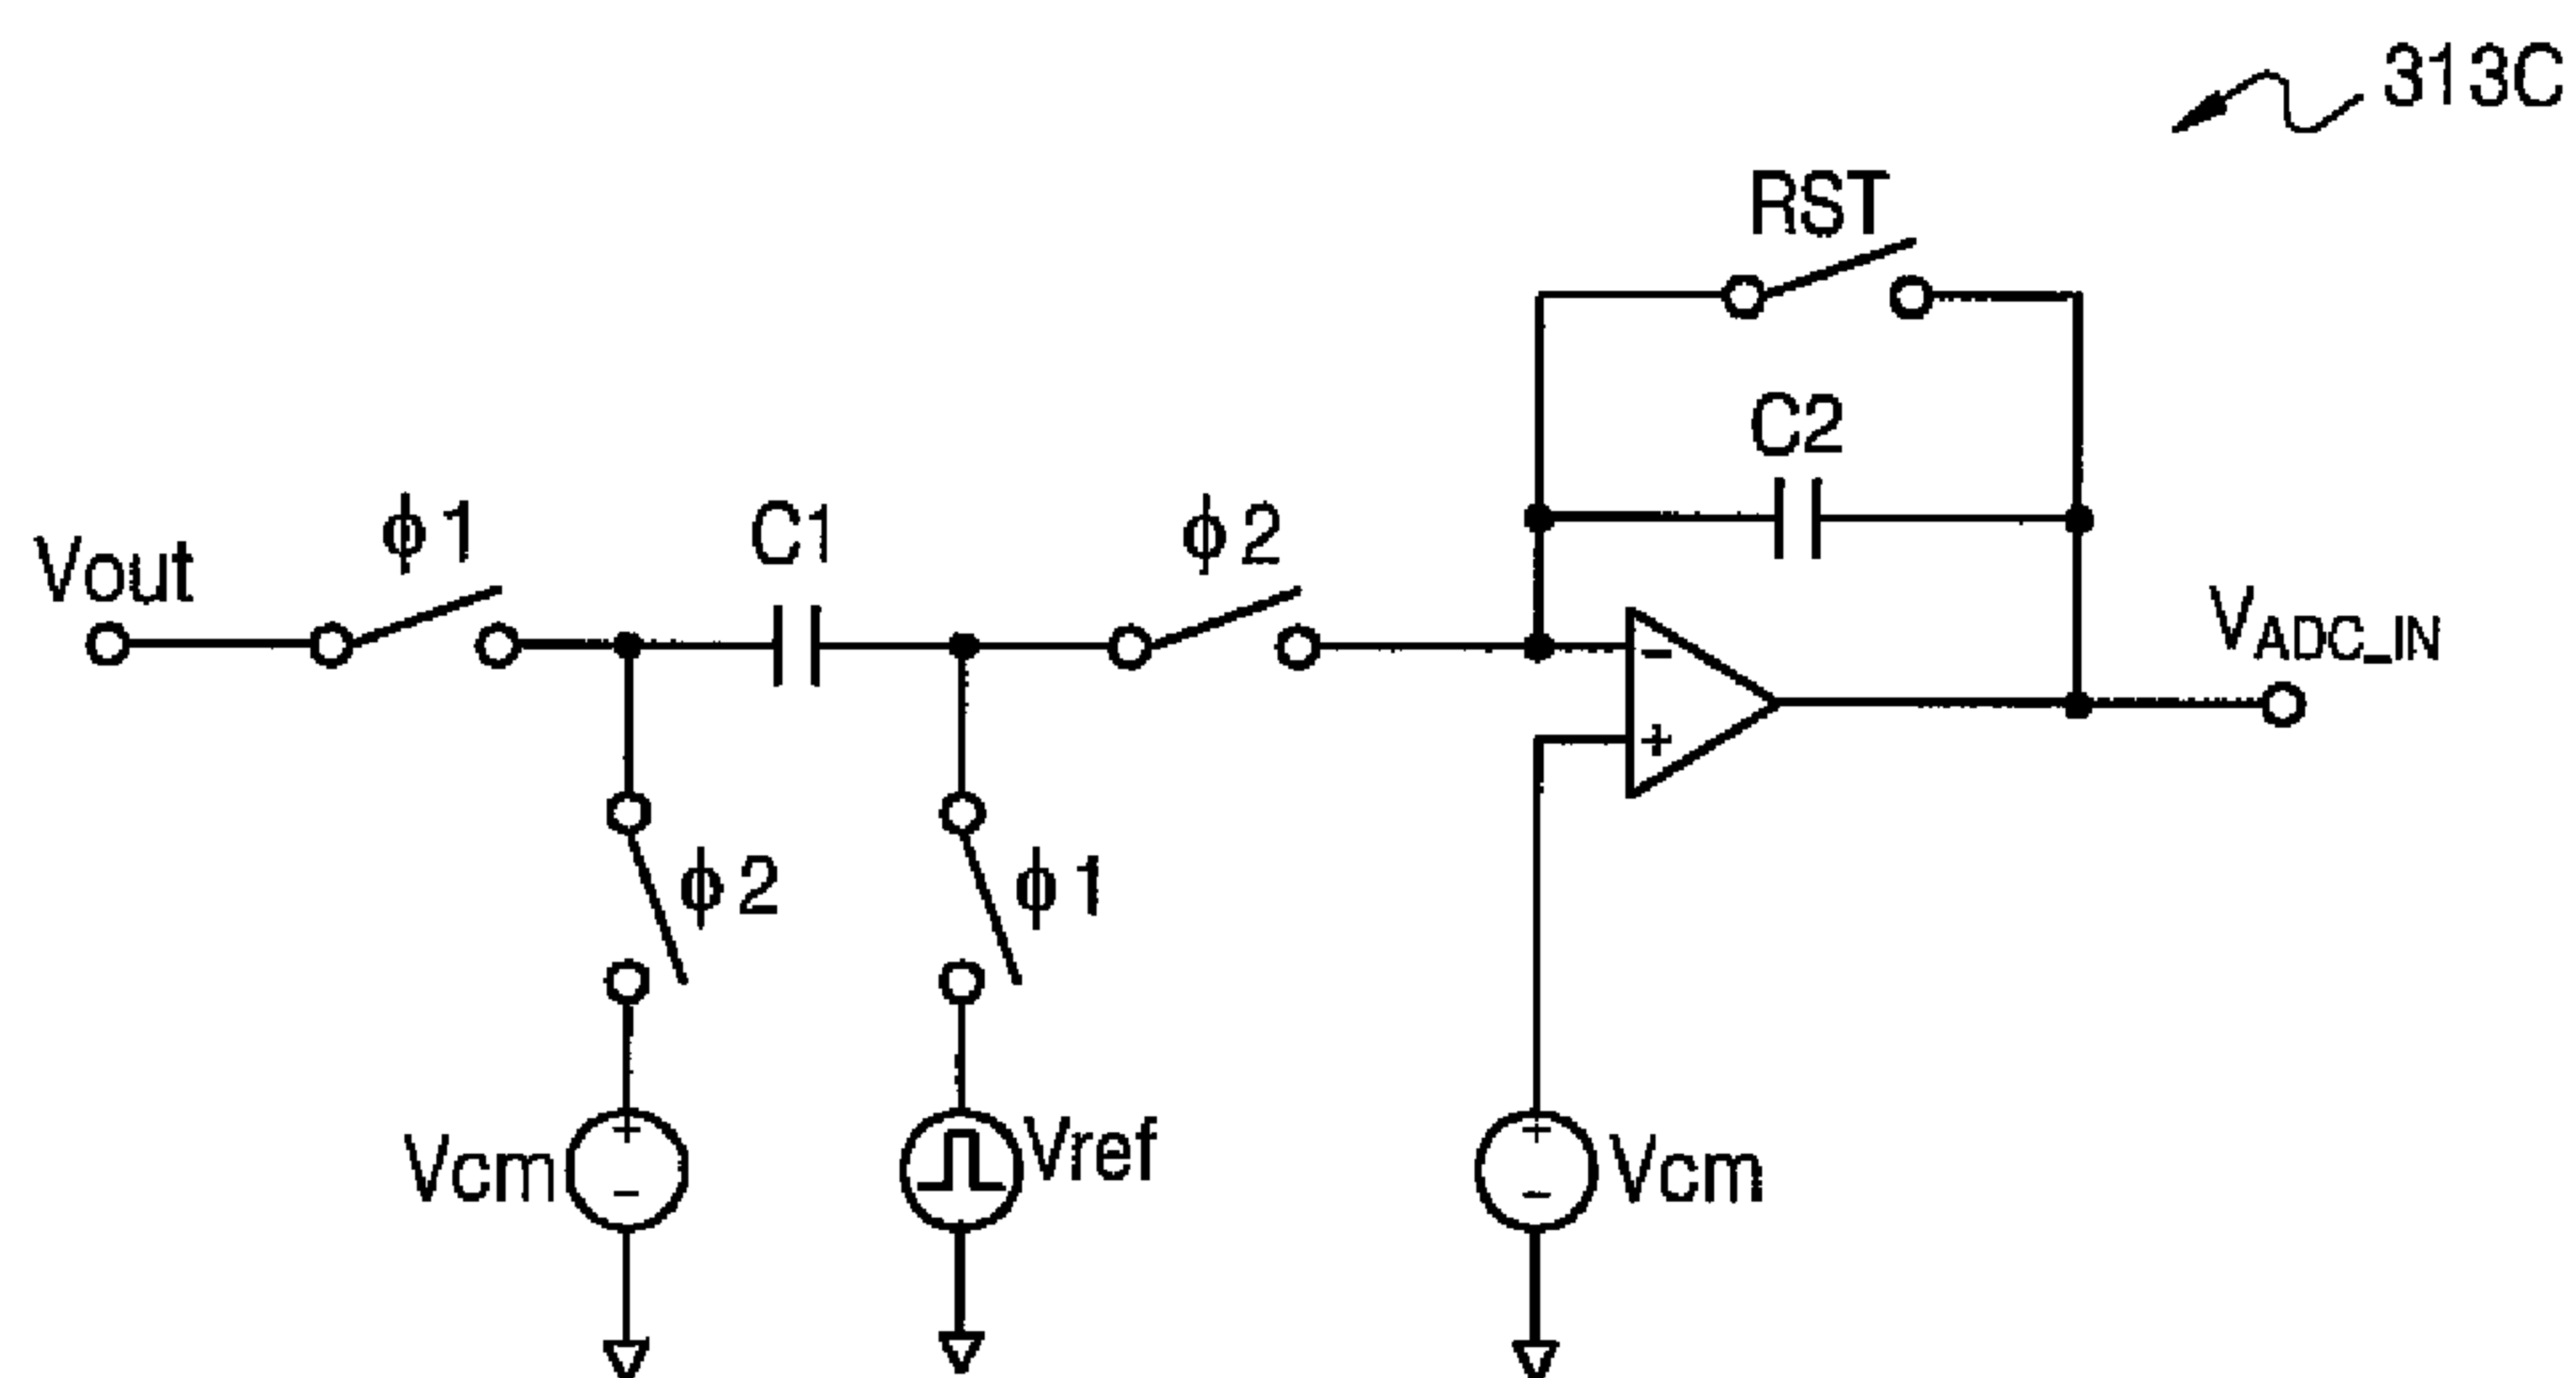 313C
RST
C2
Vout
ϕ1
C1
ϕ2
VADC_IN
-
+
ϕ2
ϕ1
Vcm
+
-
Vref
+
-
Vcm